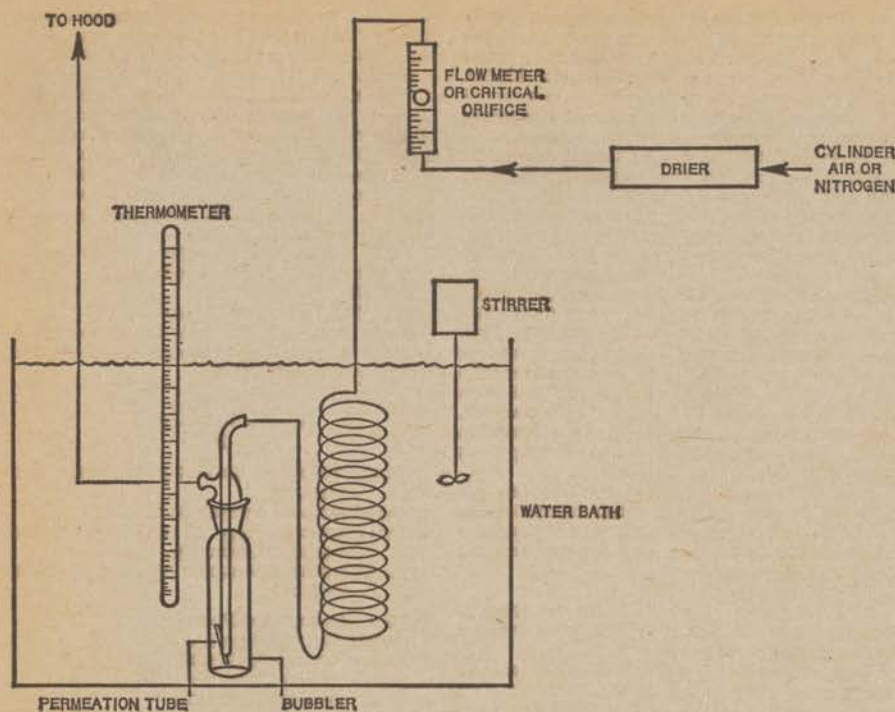 TO HOOD
FLOW METER
OR CRITICAL
ORIFICE
DRIER
CYLINDER
AIR OR
NITROGEN
THERMOMETER
STIRRER
WATER BATH
PERMEATION TUBE
BUBBLER